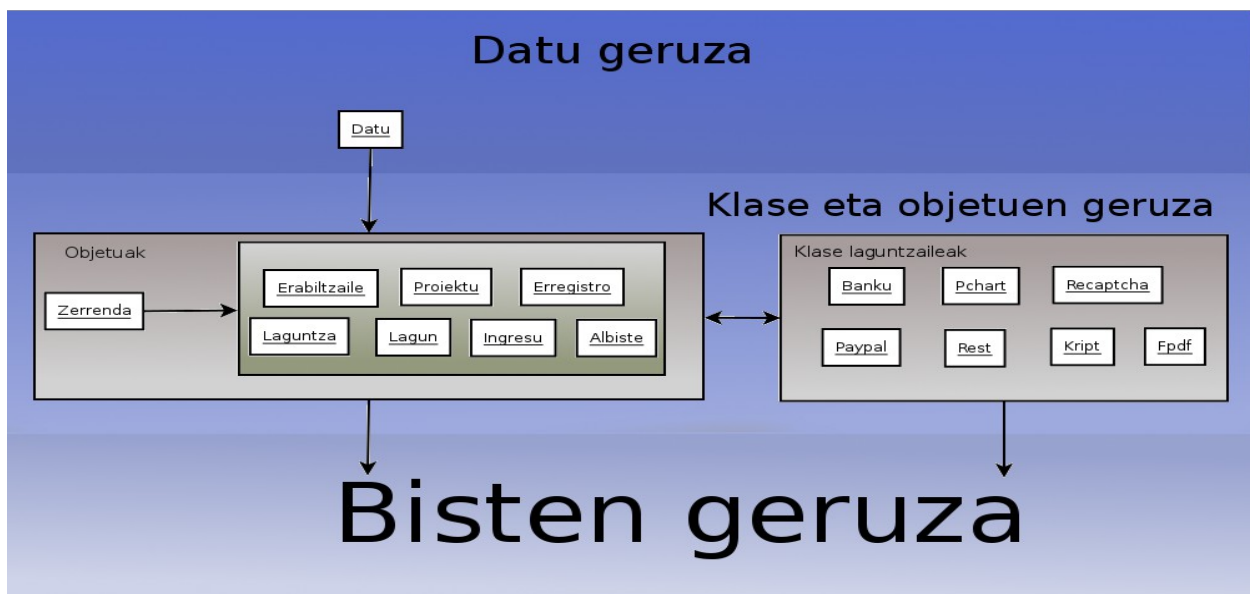 Datu geruza
Datu
Klase eta objetuen geruza
Objetuak
Zerrenda
Erabiltzaile
Proiektu
Erregistro
Laguntza
Lagun
Ingresu
Albiste
Klase laguntzaileak
Banku
Pchart
Recaptcha
Paypal
Rest
Kript
Fpdf
Bisten geruza